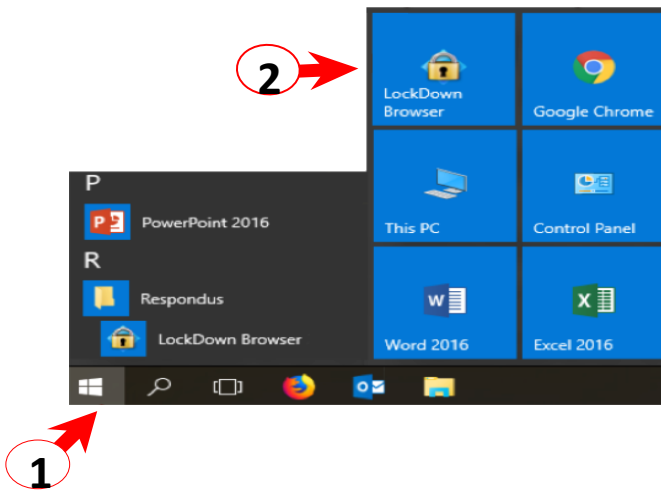 2
LockDown
Browser
Google Chrome
P
PowerPoint 2016
This PC
Control Panel
R
Respondus
LockDown Browser
Word 2016
Excel 2016
1